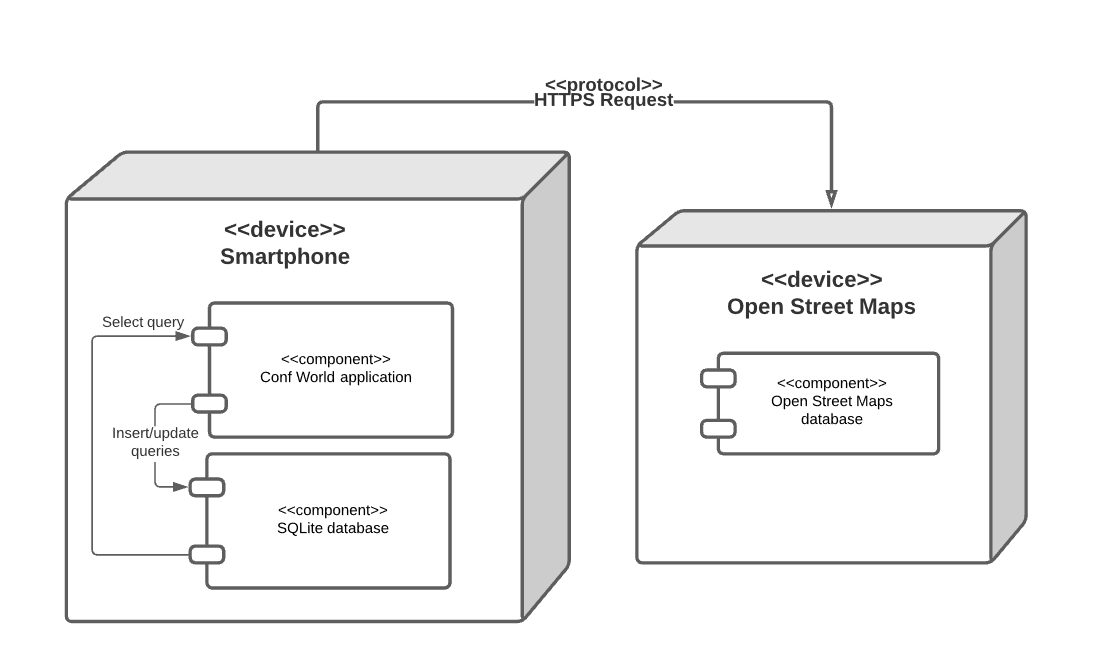 <<protocol>>
HTTPS Request
<<device>>
Smartphone
Select query
<<component>>
Conf World application
Insert/update
queries
<<component>>
SQLite database
<<device>>
Open Street Maps
<<component>>
Open Street Maps
database